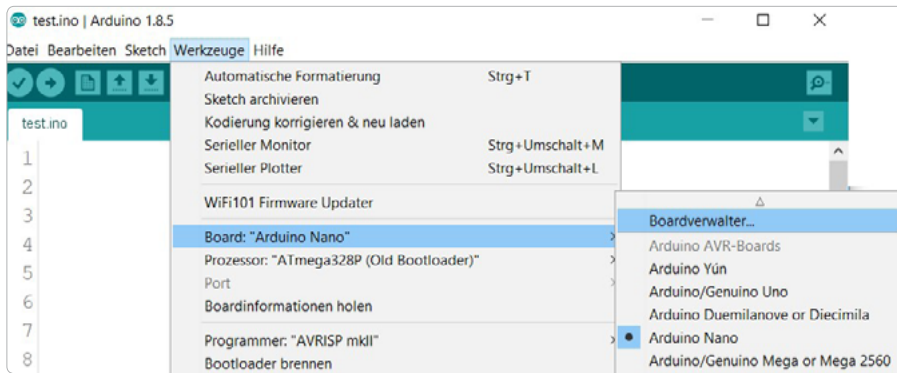 test.ino | Arduino 1.8.5
Datei Bearbeiten Sketch Werkzeuge Hilfe
test.ino
1
2
3
4
5
6
7
8
Automatische Formatierung Strg+T
Sketch archivieren
Kodierung korrigieren & neu laden
Serieller Monitor Strg+Umschalt+M
Serieller Plotter Strg+Umschalt+L
WiFi101 Firmware Updater
Board: "Arduino Nano"
Prozessor: "ATmega328P (Old Bootloader)"
Port
Boardinformationen holen
Programmer: "AVRISP mkII"
Bootloader brennen
Boardverwalter...
Arduino AVR-Boards
Arduino Yún
Arduino/Genuino Uno
Arduino Duemilanove or Diecimila
Arduino Nano
Arduino/Genuino Mega or Mega 2560